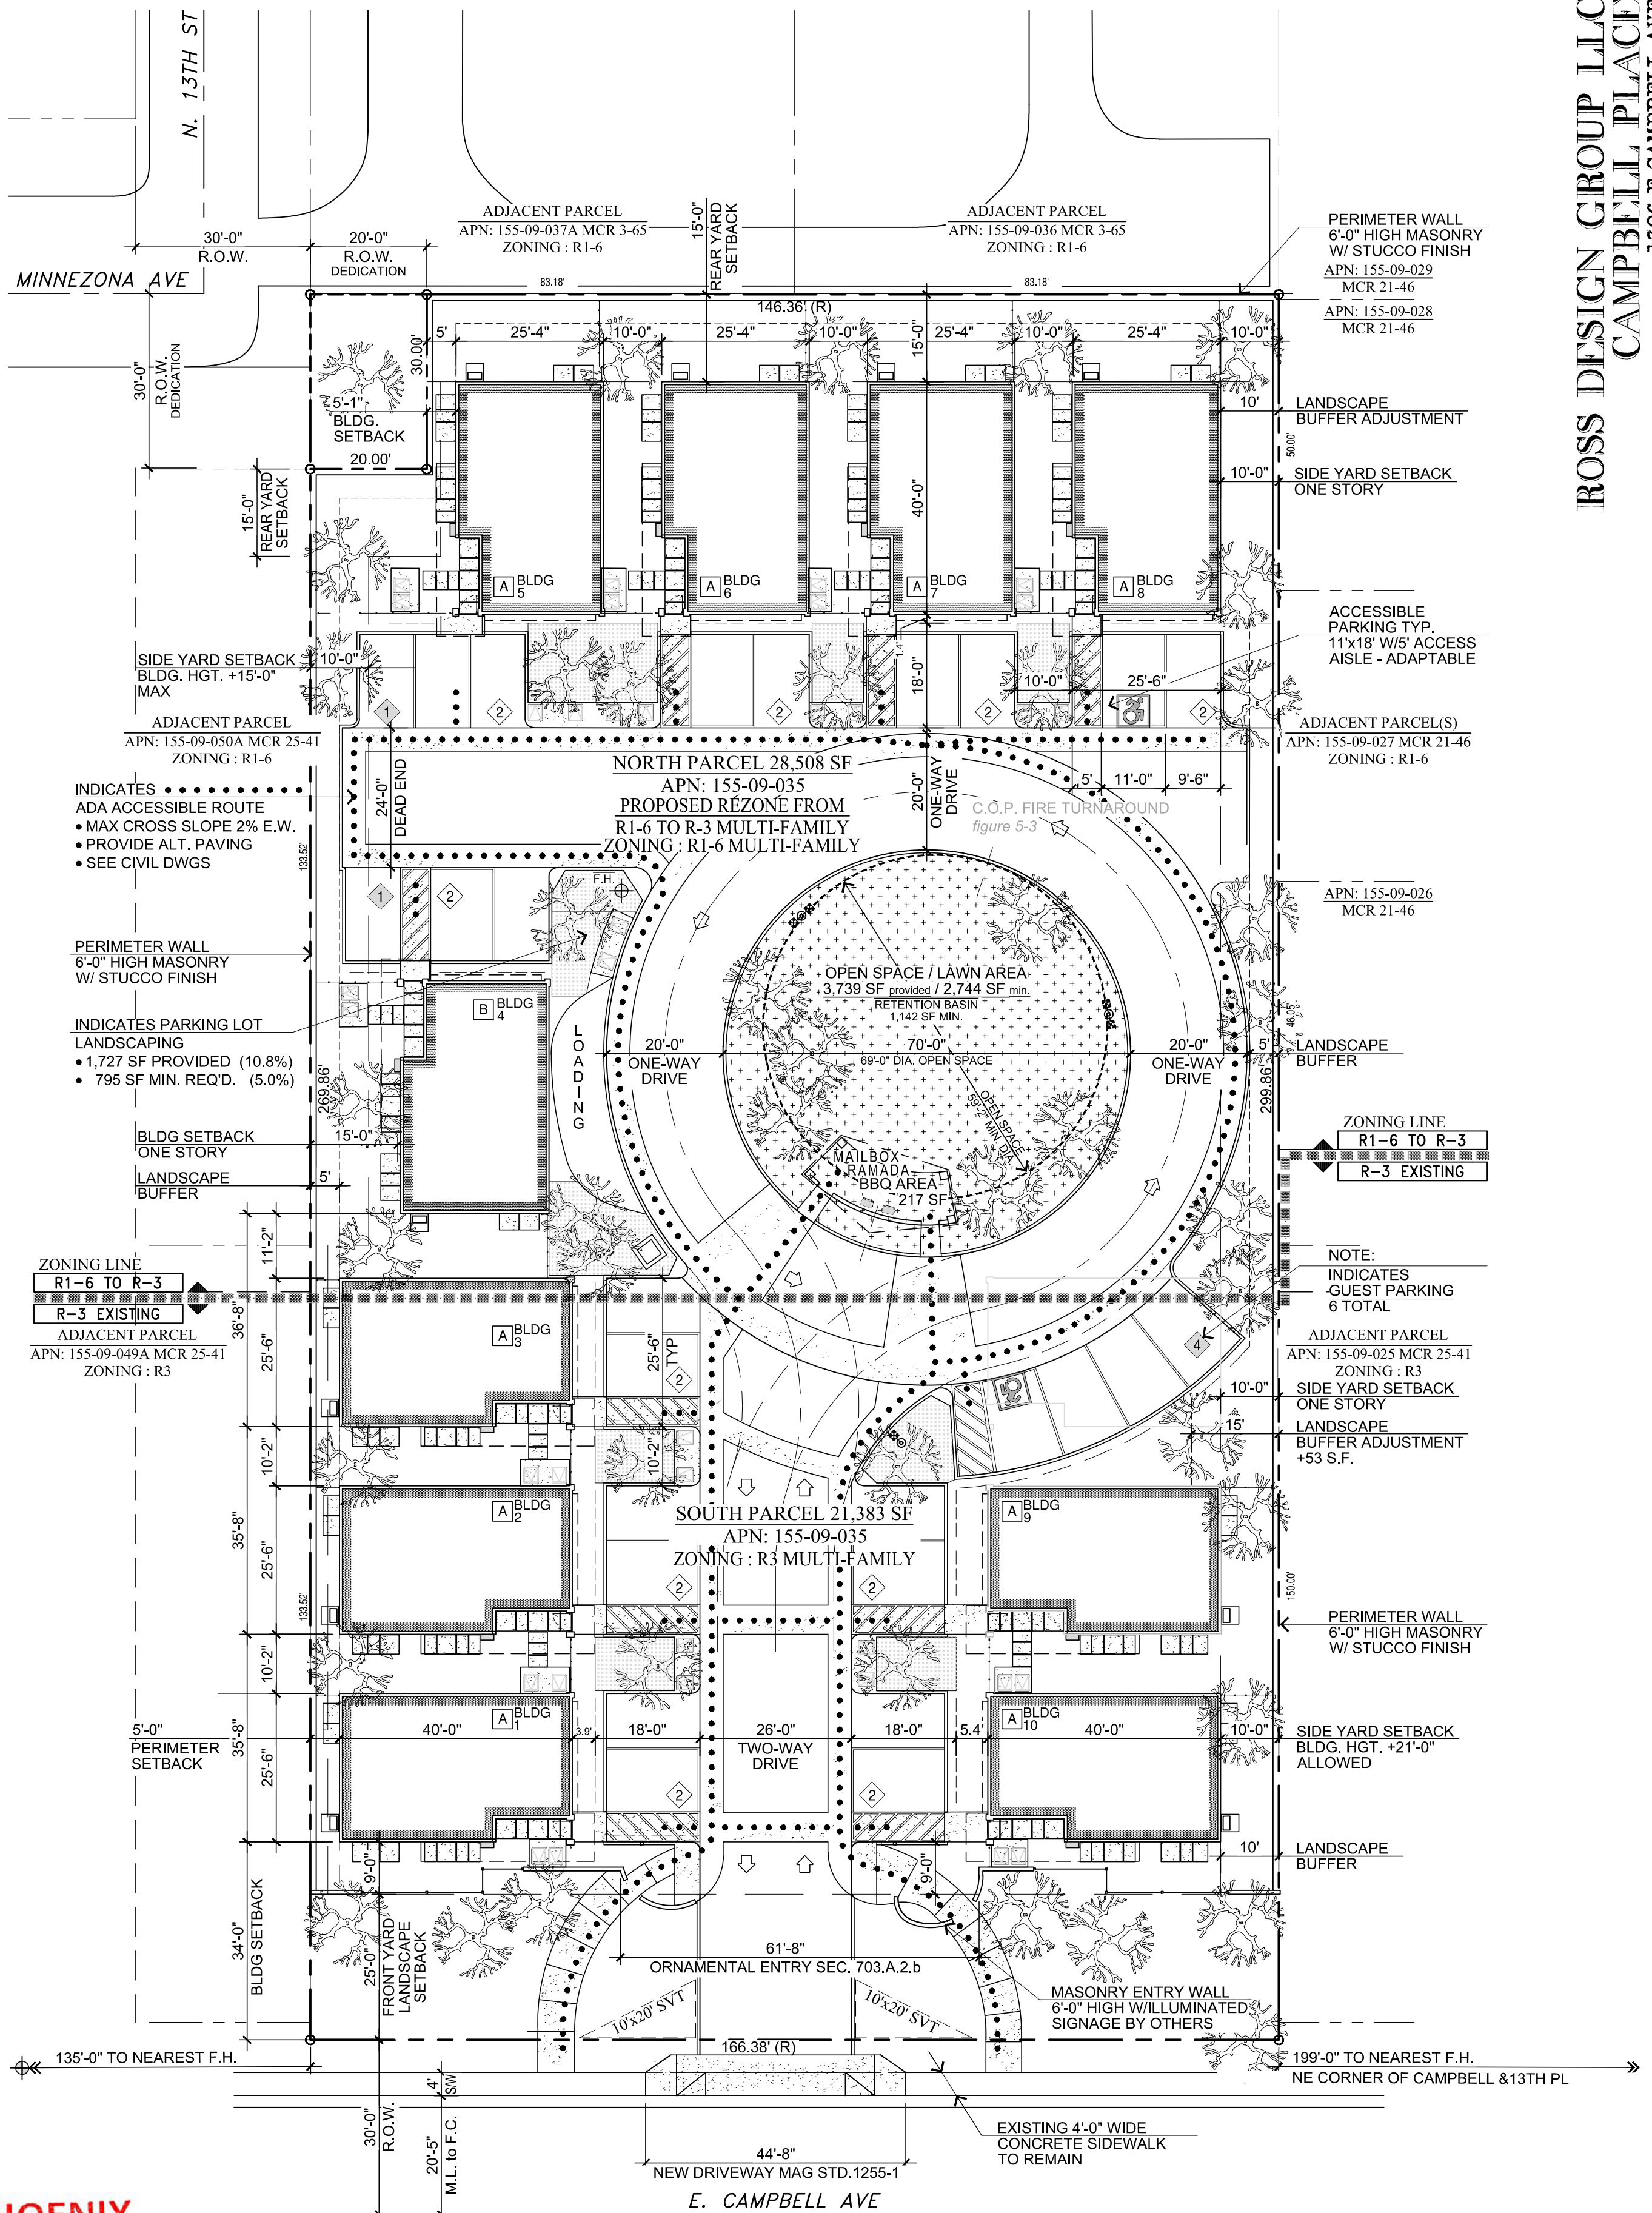 ROSS DESIGN GROUP LLC
CAMPBELL PLACE
N. 13TH ST
30'-0"
R.O.W.
20'-0"
R.O.W.
DEDICATION
MINNEZONA AVE
ADJACENT PARCEL
APN: 155-09-037A MCR 3-65
ZONING : R1-6
15'-0"
REAR YARD
SETBACK
ADJACENT PARCEL
APN: 155-09-036 MCR 3-65
ZONING : R1-6
PERIMETER WALL
6'-0" HIGH MASONRY
W/ STUCCO FINISH
APN: 155-09-029
MCR 21-46
APN: 155-09-028
MCR 21-46
83.18'
83.18'
146.36' (R)
5'
25'-4"
10'-0"
25'-4"
10'-0"
25'-4"
10'-0"
25'-4"
10'-0"
15'-0"
30'-0"
R.O.W.
DEDICATION
30.00'
5'-1"
BLDG.
SETBACK
20.00'
10'
LANDSCAPE
BUFFER ADJUSTMENT
50.00'
10'-0"
SIDE YARD SETBACK
ONE STORY
15'-0"
REAR YARD
SETBACK
40'-0"
A BLDG
5
A BLDG
6
A BLDG
7
A BLDG
8
ACCESSIBLE
PARKING TYP.
11'x18' W/5' ACCESS
AISLE - ADAPTABLE
SIDE YARD SETBACK
BLDG. HGT. +15'-0"
MAX
10'-0"
1.4'
18'-0"
10'-0"
25'-6"
1
2
2
2
2
ADJACENT PARCEL
APN: 155-09-050A MCR 25-41
ZONING : R1-6
ADJACENT PARCEL(S)
APN: 155-09-027 MCR 21-46
ZONING : R1-6
INDICATES
ADA ACCESSIBLE ROUTE
• MAX CROSS SLOPE 2% E.W.
• PROVIDE ALT. PAVING
• SEE CIVIL DWGS
24'-0"
DEAD END
133.52'
NORTH PARCEL 28,508 SF
APN: 155-09-035
PROPOSED REZONE FROM
R1-6 TO R-3 MULTI-FAMILY
ZONING : R1-6 MULTI-FAMILY
20'-0"
ONE-WAY
DRIVE
5'
11'-0"
9'-6"
C.O.P. FIRE TURNAROUND
figure 5-3
1
2
F.H.
APN: 155-09-026
MCR 21-46
PERIMETER WALL
6'-0" HIGH MASONRY
W/ STUCCO FINISH
OPEN SPACE / LAWN AREA
3,739 SF provided / 2,744 SF min.
RETENTION BASIN
1,142 SF MIN.
70'-0"
69'-0" DIA. OPEN SPACE
INDICATES PARKING LOT
LANDSCAPING
• 1,727 SF PROVIDED (10.8%)
• 795 SF MIN. REQ'D. (5.0%)
B BLDG
4
LOADING
20'-0"
ONE-WAY
DRIVE
20'-0"
ONE-WAY
DRIVE
46.05'
5'
LANDSCAPE
BUFFER
269.86'
299.86'
OPEN SPACE
59'2" MIN. DIA.
BLDG SETBACK
ONE STORY
15'-0"
LANDSCAPE
BUFFER
5'
MAILBOX
RAMADA
BBQ AREA
217 SF
ZONING LINE
R1-6 TO R-3
R-3 EXISTING
11'-2"
ZONING LINE
R1-6 TO R-3
R-3 EXISTING
ADJACENT PARCEL
APN: 155-09-049A MCR 25-41
ZONING : R3
NOTE:
INDICATES
GUEST PARKING
6 TOTAL
36'-8"
25'-6"
A BLDG
3
25'-6"
TYP
2
4
ADJACENT PARCEL
APN: 155-09-025 MCR 25-41
ZONING : R3
10'-0"
SIDE YARD SETBACK
ONE STORY
15'
LANDSCAPE
BUFFER ADJUSTMENT
+53 S.F.
10'-2"
10'-2"
35'-8"
25'-6"
A BLDG
2
SOUTH PARCEL 21,383 SF
APN: 155-09-035
ZONING : R3 MULTI-FAMILY
A BLDG
9
2
2
133.52'
150.00'
PERIMETER WALL
6'-0" HIGH MASONRY
W/ STUCCO FINISH
10'-2"
5'-0"
PERIMETER
SETBACK
35'-8"
25'-6"
40'-0"
A BLDG
1
3.9'
18'-0"
26'-0"
TWO-WAY
DRIVE
18'-0"
5.4'
A BLDG
10
40'-0"
10'-0"
SIDE YARD SETBACK
BLDG. HGT. +21'-0"
ALLOWED
2
2
10'
LANDSCAPE
BUFFER
9'-0"
9'-0"
34'-0"
BLDG SETBACK
25'-0"
FRONT YARD
LANDSCAPE
SETBACK
61'-8"
ORNAMENTAL ENTRY SEC. 703.A.2.b
10'x20' SVT
10'x20' SVT
MASONRY ENTRY WALL
6'-0" HIGH W/ILLUMINATED
SIGNAGE BY OTHERS
166.38' (R)
135'-0" TO NEAREST F.H.
199'-0" TO NEAREST F.H.
NE CORNER OF CAMPBELL &13TH PL
4'
S/W
30'-0"
R.O.W.
20'-5"
M.L. to F.C.
EXISTING 4'-0" WIDE
CONCRETE SIDEWALK
TO REMAIN
44'-8"
NEW DRIVEWAY MAG STD.1255-1
E. CAMPBELL AVE